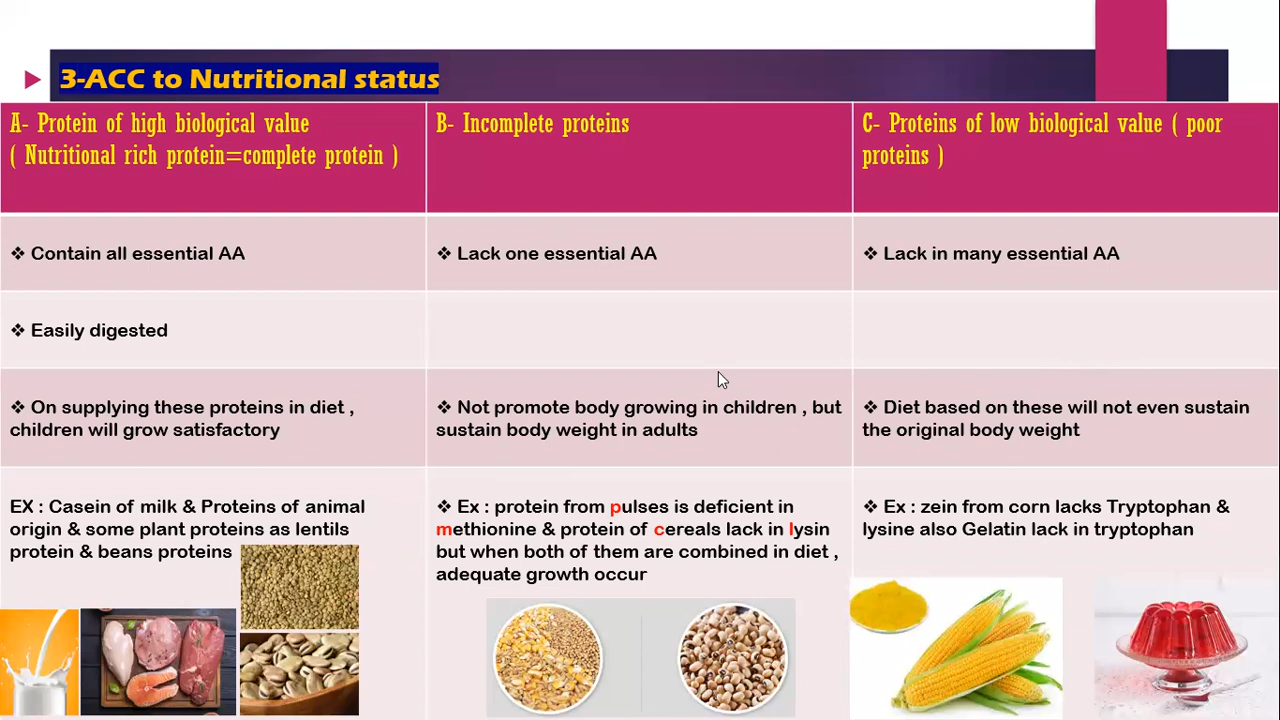 3-ACC to Nutritional status
A- Protein of high biological value
( Nutritional rich protein=complete protein )
B- Incomplete proteins
C- Proteins of low biological value ( poor
proteins )
❖ Contain all essential AA
❖ Lack one essential AA
❖ Lack in many essential AA
❖ Easily digested
❖ On supplying these proteins in diet ,
children will grow satisfactory
❖ Not promote body growing in children , but
sustain body weight in adults
❖ Diet based on these will not even sustain
the original body weight
EX : Casein of milk & Proteins of animal
origin & some plant proteins as lentils
protein & beans proteins
❖ Ex : protein from pulses is deficient in
methionine & protein of cereals lack in lysin
but when both of them are combined in diet ,
adequate growth occur
❖ Ex : zein from corn lacks Tryptophan &
lysine also Gelatin lack in tryptophan